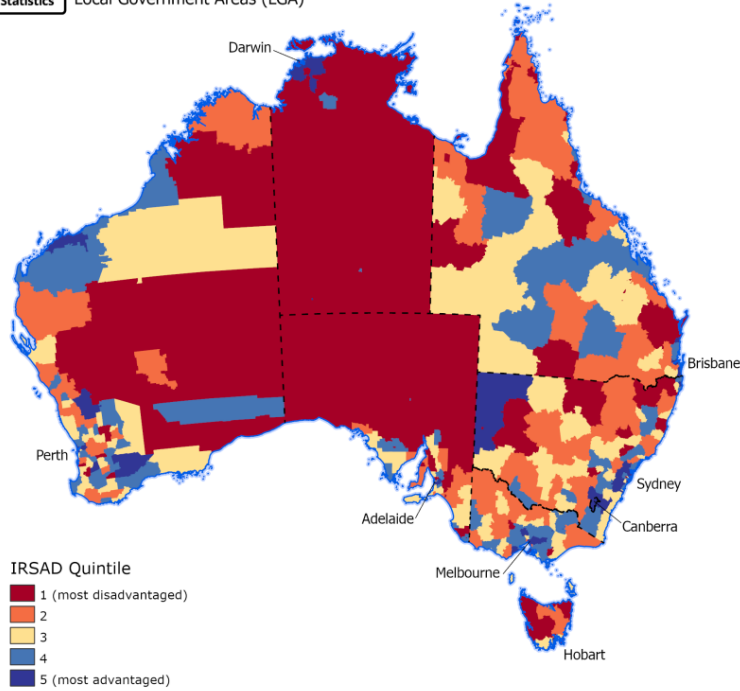 Statistics
Local Government Areas (LGA)
Darwin
Brisbane
Perth
Sydney
Adelaide
Canberra
Melbourne
Hobart
IRSAD Quintile
1 (most disadvantaged)
2
3
4
5 (most advantaged)